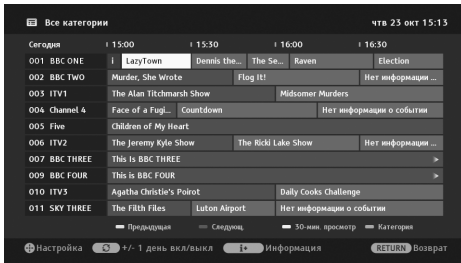 Все категории чтв 23 окт 15:13
Сегодня 15:00 15:30 16:00 16:30
001 BBC ONE i LazyTown Dennis the... The Se... Raven Election
002 BBC TWO Murder, She Wrote Flog It! Нет информации ...
003 ITV1 The Alan Titchmarsh Show Midsomer Murders
004 Channel 4 Face of a Fugi... Countdown Нет информации о событии
005 Five Children of My Heart
006 ITV2 The Jeremy Kyle Show The Ricki Lake Show Нет информации ...
007 BBC THREE This Is BBC THREE
009 BBC FOUR This is BBC FOUR
010 ITV3 Agatha Christie's Poirot Daily Cooks Challenge
011 SKY THREE The Filth Files Luton Airport Нет информации о событии
Предыдущая Следующ. 30-мин. просмотр Категория
Настройка +/- 1 день вкл/выкл i+ Информация RETURN Возврат